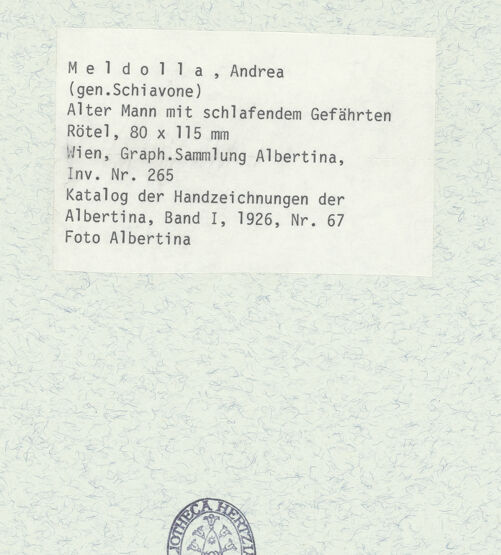 M e l d o l l a , Andrea
(gen.Schiavone)
Alter Mann mit schlafendem Gefährten
Rötel, 80 x 115 mm
Wien, Graph.Sammlung Albertina,
Inv. Nr. 265
Katalog der Handzeichnungen der
Albertina, Band I, 1926, Nr. 67
Foto Albertina